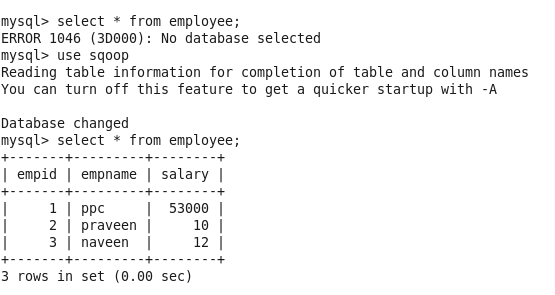 mysql> select * from employee;
ERROR 1046 (3D000): No database selected
mysql> use sqoop
Reading table information for completion of table and column names
You can turn off this feature to get a quicker startup with -A

Database changed
mysql> select * from employee;
+-------+---------+--------+
| empid | empname | salary |
+-------+---------+--------+
|     1 | ppc     |  53000 |
|     2 | praveen |     10 |
|     3 | naveen  |     12 |
+-------+---------+--------+
3 rows in set (0.00 sec)